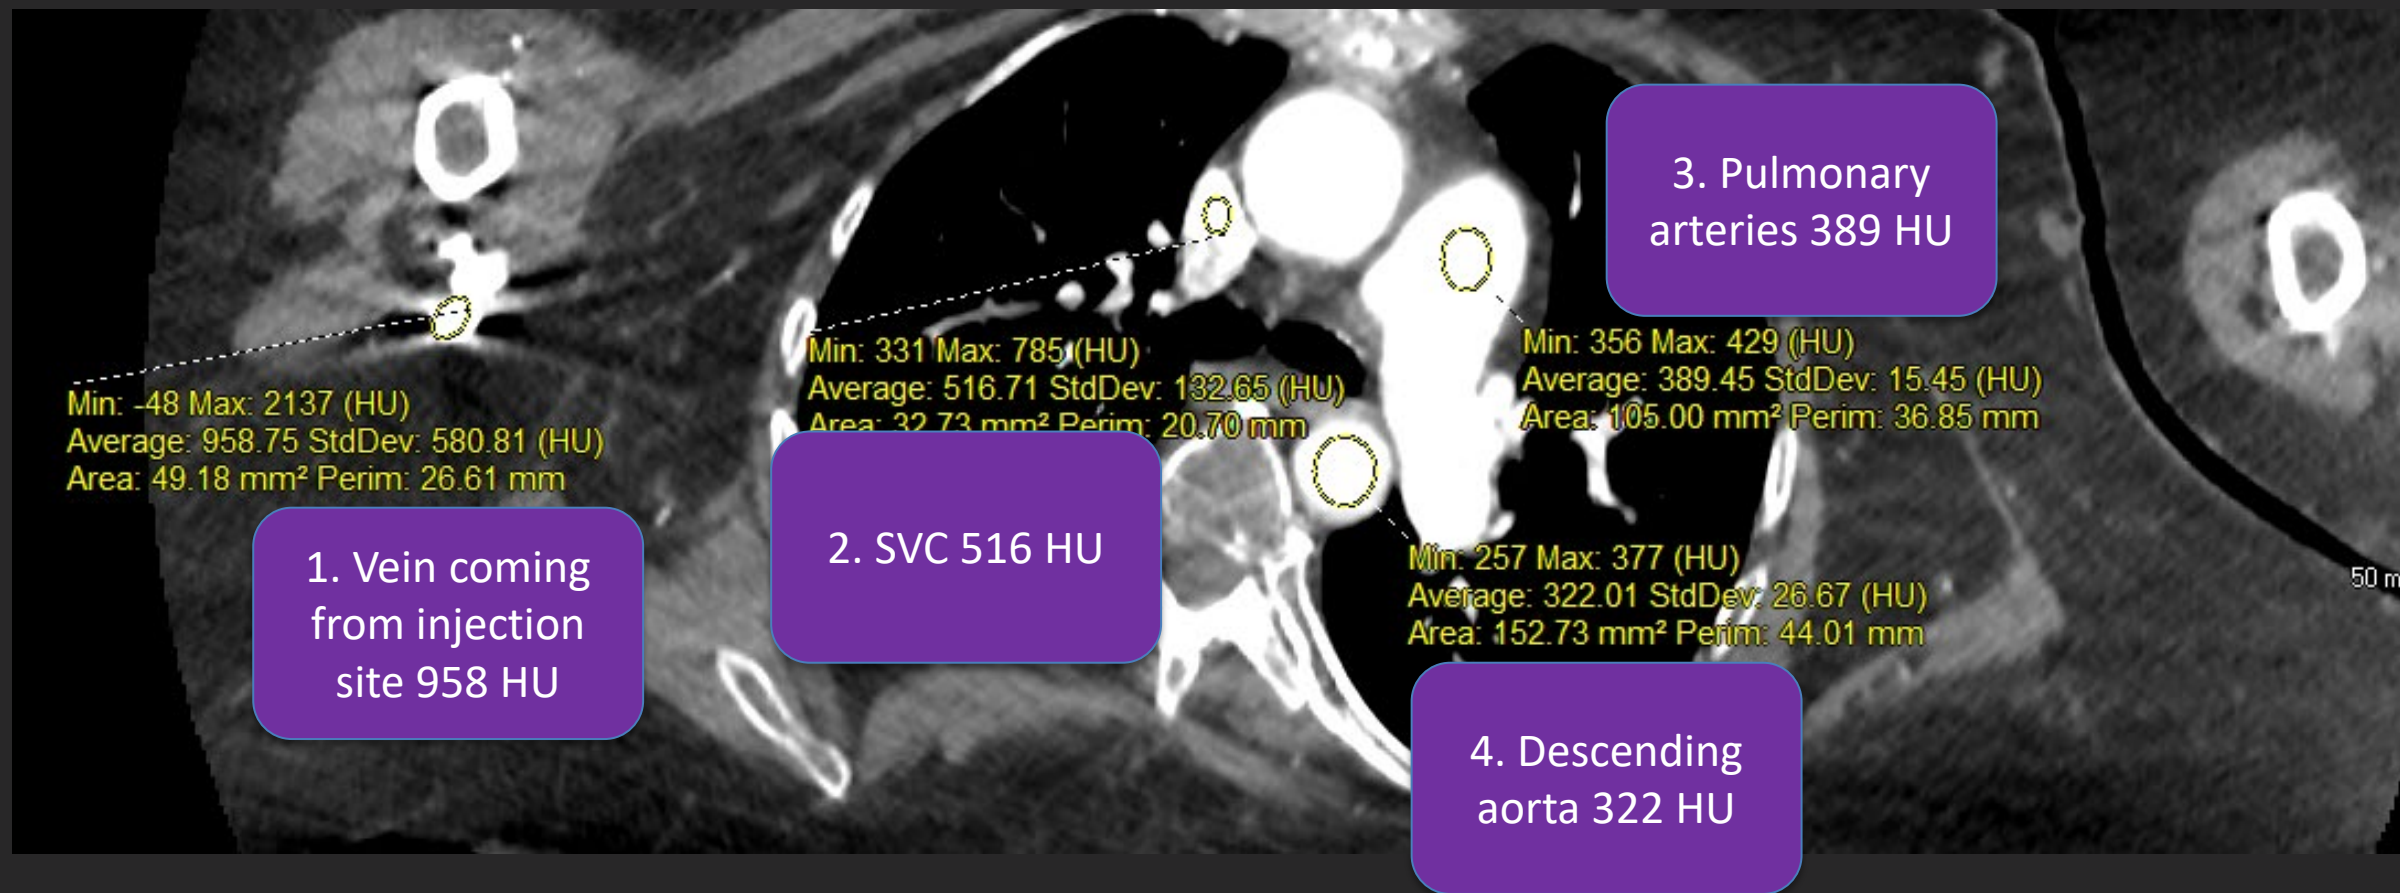 Min: -48 Max: 2137 (HU)
Average: 958.75 StdDev: 580.81 (HU)
Area: 49.18 mm² Perim: 26.61 mm
1. Vein coming
from injection
site 958 HU
Min: 331 Max: 785 (HU)
Average: 516.71 StdDev: 132.65 (HU)
Area: 32.73 mm² Perim: 20.70 mm
2. SVC 516 HU
3. Pulmonary
arteries 389 HU
Min: 356 Max: 429 (HU)
Average: 389.45 StdDev: 15.45 (HU)
Area: 105.00 mm² Perim: 36.85 mm
Min: 257 Max: 377 (HU)
Average: 322.01 StdDev: 26.67 (HU)
Area: 152.73 mm² Perim: 44.01 mm
4. Descending
aorta 322 HU
50 m